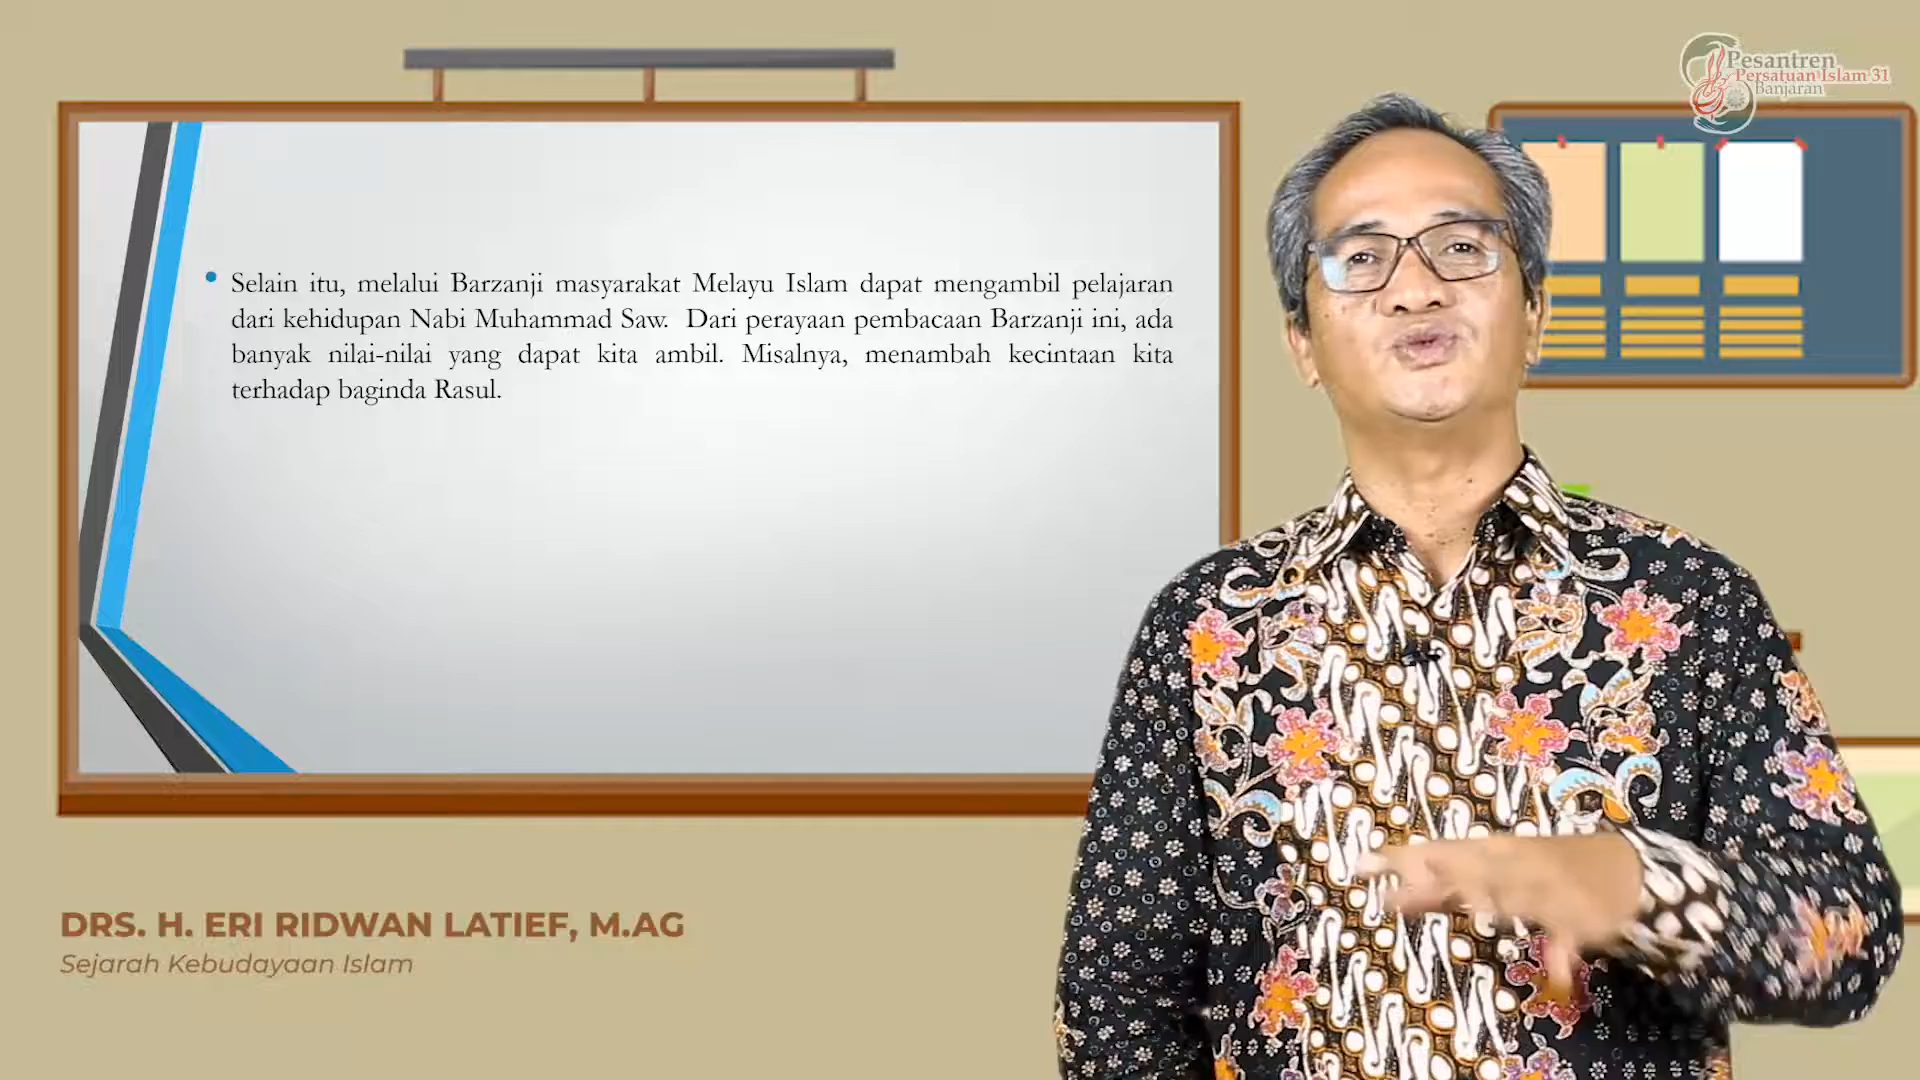 Pesantren
Persatuan Islam 31
Banjaran
Selain itu, melalui Barzanji masyarakat Melayu Islam dapat mengambil pelajaran
dari kehidupan Nabi Muhammad Saw. Dari perayaan pembacaan Barzanji ini, ada
banyak nilai-nilai yang dapat kita ambil. Misalnya, menambah kecintaan kita
terhadap baginda Rasul.
DRS. H. ERI RIDWAN LATIEF, M.AG
Sejarah Kebudayaan Islam